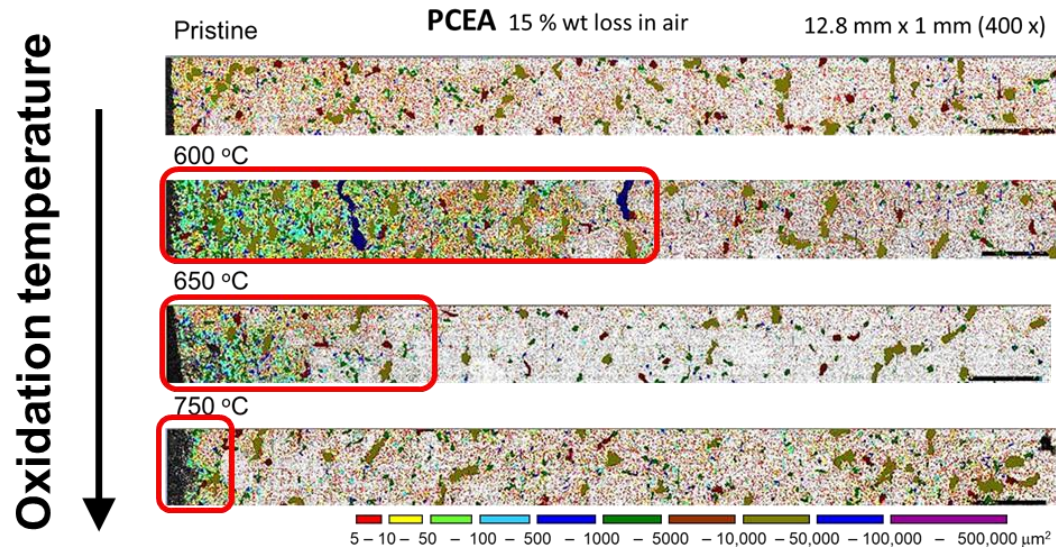 Oxidation temperature
Pristine
PCEA 15 % wt loss in air
12.8 mm x 1 mm (400 x)
600 °C
650 °C
750 °C
5 – 10 – 50 – 100 – 500 – 1000 – 5000 – 10,000 – 50,000 – 100,000 – 500,000 µm²